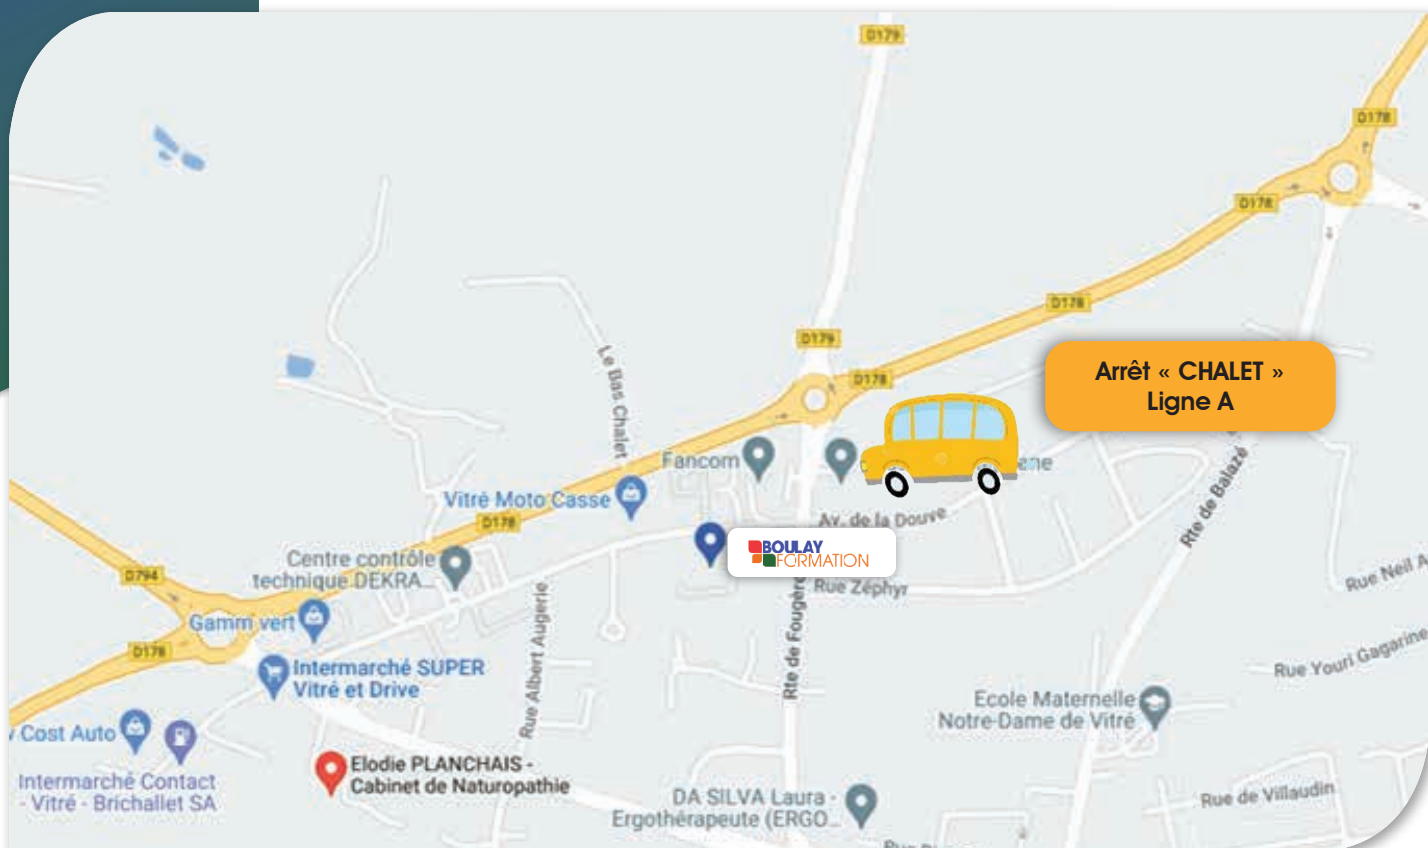 D179
D178
D178
D178
D179
D178
Arrêt « CHALET »
Ligne A
Le Bas Chalet
Fancom
Vitré Moto Casse
D178
Av. de la Douve
Rte de Balazé
BOULAY
FORMATION
Centre contrôle
technique DEKRA...
D794
Rue Zéphyr
Rue Neil A
Gamm vert
Rte de Fougère
Rue Albert Augerie
D178
Intermarché SUPER
Vitré et Drive
Rue Youri Gagarine
Ecole Maternelle
Notre-Dame de Vitré
Cost Auto
Elodie PLANCHAIS -
Cabinet de Naturopathie
Intermarché Contact
- Vitré - Brichallet SA
DA SILVA Laura -
Ergothérapeute (ERGO...
Rue de Villaudin